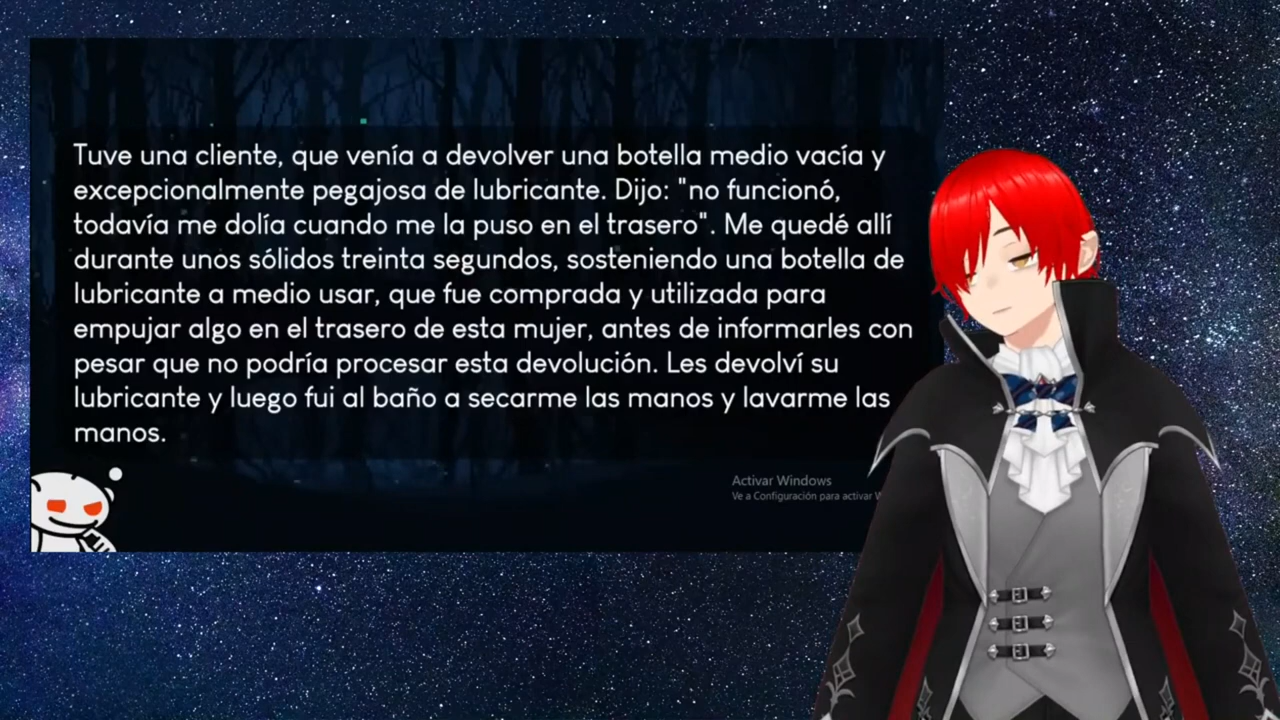 Tuve una cliente, que venía a devolver una botella medio vacía y
excepcionalmente pegajosa de lubricante. Dijo: "no funcionó,
todavía me dolía cuando me la puso en el trasero". Me quedé allí
durante unos sólidos treinta segundos, sosteniendo una botella de
lubricante a medio usar, que fue comprada y utilizada para
empujar algo en el trasero de esta mujer, antes de informarles con
pesar que no podría procesar esta devolución. Les devolví su
lubricante y luego fui al baño a secarme las manos y lavarme las
manos.
Activar Windows
Ve a Configuración para activar